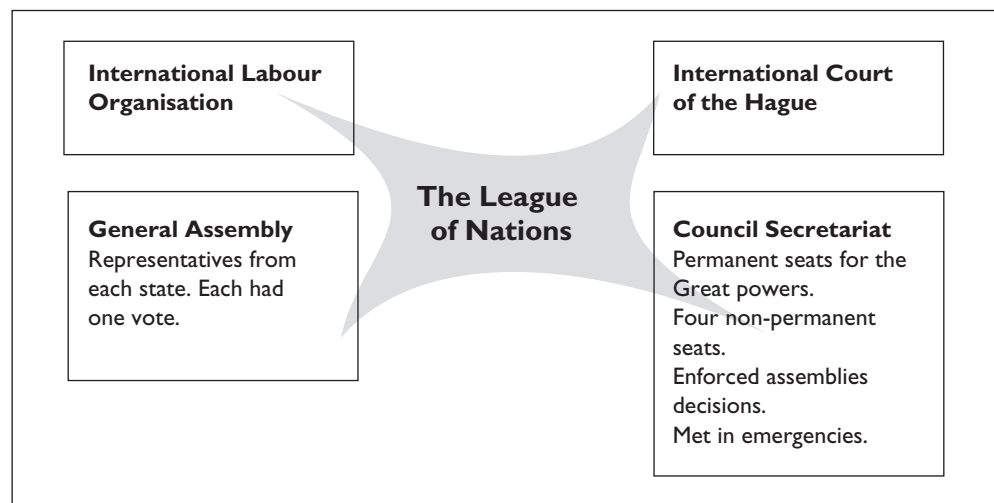 International Labour
Organisation
International Court
of the Hague
The League
of Nations
General Assembly
Representatives from
each state. Each had
one vote.
Council Secretariat
Permanent seats for the
Great powers.
Four non-permanent
seats.
Enforced assemblies
decisions.
Met in emergencies.